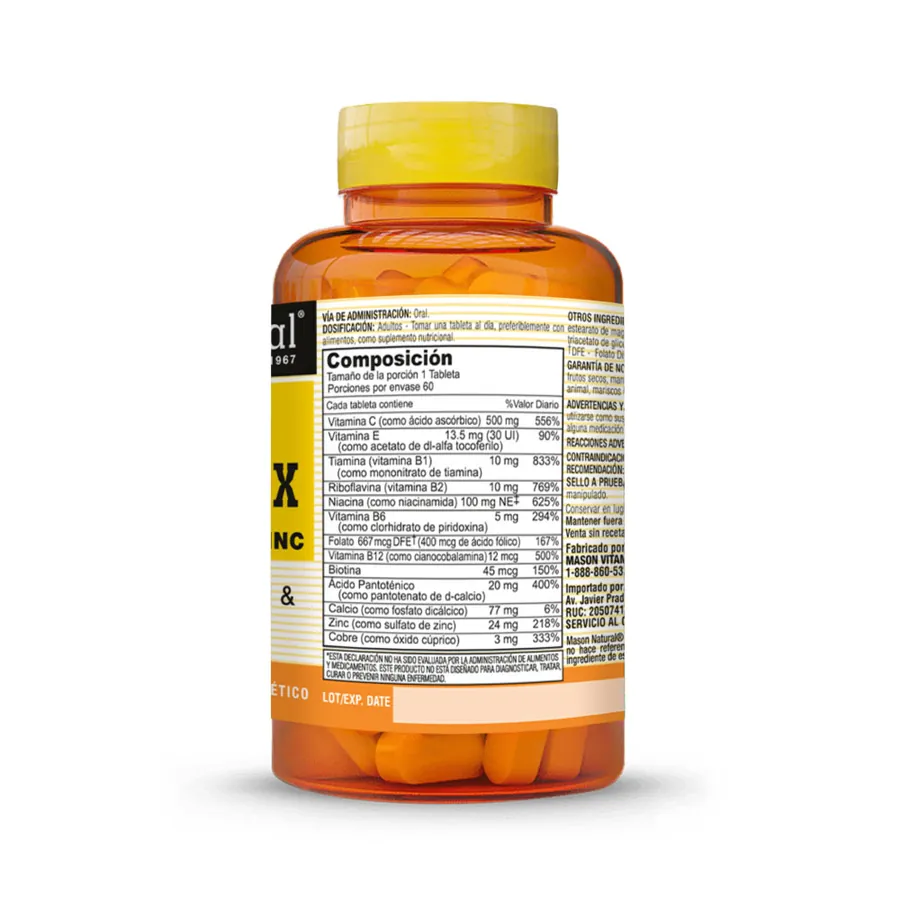 al®
1967
X
INC
&
ÉTICO
VÍA DE ADMINISTRACIÓN: Oral.
DOSIFICACIÓN: Adultos - Tomar una tableta al día, preferiblemente con
alimentos, como suplemento nutricional.
Composición
Tamaño de la porción 1 Tableta
Porciones por envase 60
Cada tableta contiene %Valor Diario
Vitamina C (como ácido ascórbico) 500 mg 556%
Vitamina E 13.5 mg (30 UI) 90%
(como acetato de dl-alfa tocoferilo)
Tiamina (vitamina B1) 10 mg 833%
(como mononitrato de tiamina)
Riboflavina (vitamina B2) 10 mg 769%
Niacina (como niacinamida) 100 mg NE‡ 625%
Vitamina B6 5 mg 294%
(como clorhidrato de piridoxina)
Folato 667 mcg DFE† (400 mcg de ácido fólico) 167%
Vitamina B12 (como cianocobalamina) 12 mcg 500%
Biotina 45 mcg 150%
Ácido Pantoténico 20 mg 400%
(como pantotenato de d-calcio)
Calcio (como fosfato dicálcico) 77 mg 6%
Zinc (como sulfato de zinc) 24 mg 218%
Cobre (como óxido cúprico) 3 mg 333%
*ESTA DECLARACIÓN NO HA SIDO EVALUADA POR LA ADMINISTRACIÓN DE ALIMENTOS
Y MEDICAMENTOS. ESTE PRODUCTO NO ESTÁ DISEÑADO PARA DIAGNOSTICAR, TRATAR,
CURAR O PREVENIR NINGUNA ENFERMEDAD.
LOT/EXP. DATE
OTROS INGREDIE
estearato de ma
triacetato de glic
†DFE - Folato Di
GARANTÍA DE NO
frutos secos, man
animal, mariscos
ADVERTENCIAS Y
utilizarse como sus
alguna medicación
REACCIONES ADVE
CONTRAINDICAC
RECOMENDACIÓN:
SELLO A PRUEBA
manipulado.
Conservar en luga
Mantener fuera
Venta sin receta
Fabricado por
MASON VITAM
1-888-860-53
Importado por:
Av. Javier Prad
RUC: 2050741
SERVICIO AL C
Mason Natural®
no hace referen
ingrediente de es